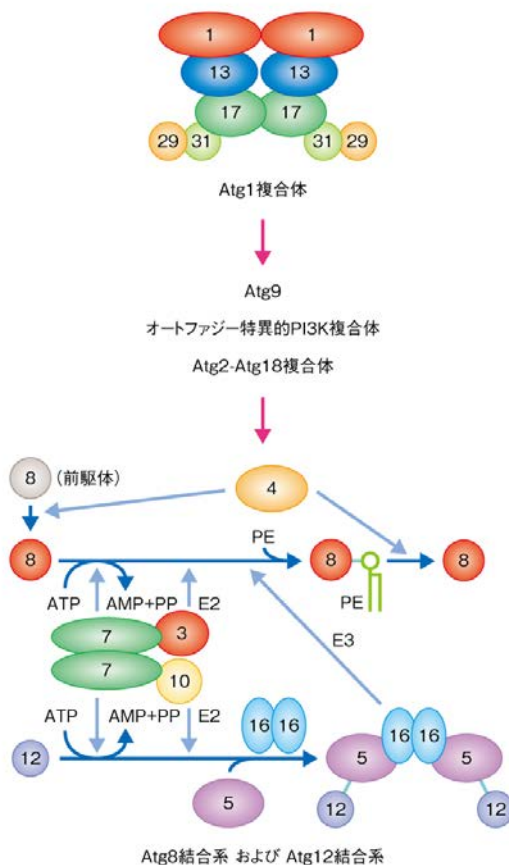 1 1
13 13
17 17
29 31 31 29
Atg1複合体
Atg9
オートファジー特異的PI3K複合体
Atg2-Atg18複合体
8 (前駆体)
4
8 PE 8 8
ATP AMP+PP E2 PE
7 3 E3
7 10
ATP AMP+PP E2 16 16
12 5 5 16 16 5
12 12
Atg8結合系 および Atg12結合系